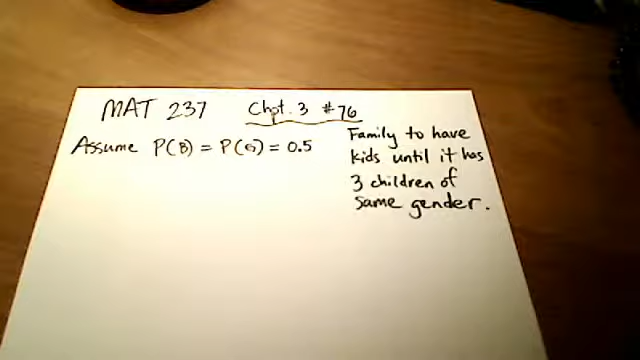 MAT 237 Chpt. 3 #76
Assume P(B) = P(G) = 0.5
Family to have
kids until it has
3 children of
same gender.